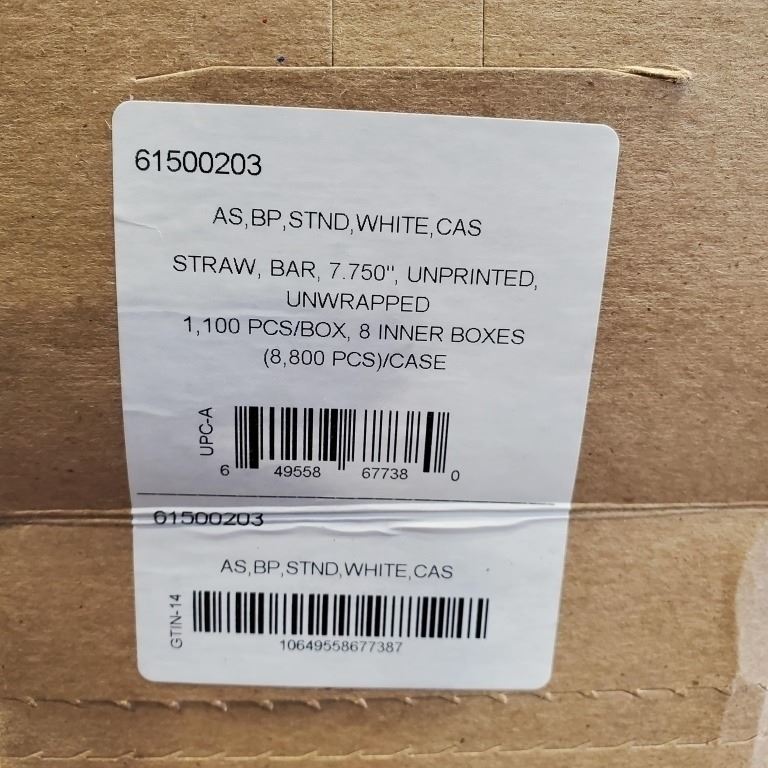 61500203
AS,BP,STND,WHITE,CAS
STRAW, BAR, 7.750", UNPRINTED,
UNWRAPPED
1,100 PCS/BOX, 8 INNER BOXES
(8,800 PCS)/CASE
UPC-A
6 49558 67738 0
61500203
AS,BP,STND,WHITE,CAS
GTIN-14
10649558677387